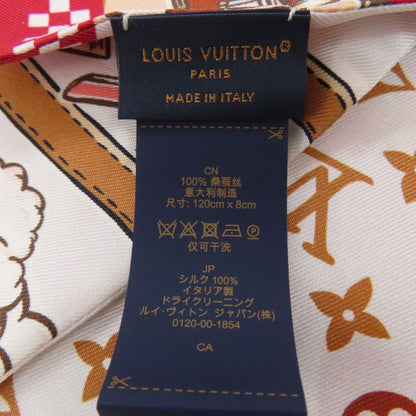 LOUIS VUITTON
PARIS
MADE IN ITALY
CN
100% 桑蚕丝
意大利制造
尺寸: 120cm x 8cm
仅可干洗
JP
シルク 100%
イタリア製
ドライクリーニング
ルイ・ヴィトン ジャパン(株)
0120-00-1854
CA